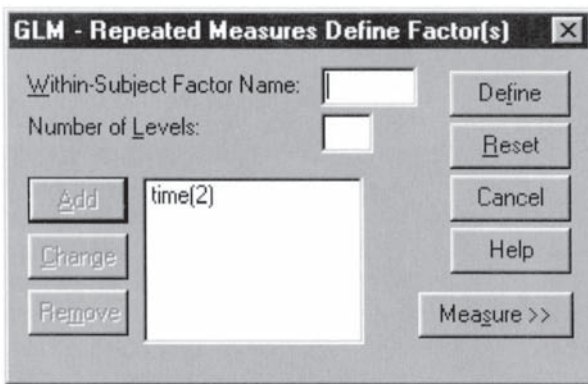 GLM - Repeated Measures Define Factor(s)
Within-Subject Factor Name:
Number of Levels:
Define
Reset
Cancel
Help
Measure >>
Add
Change
Remove
time(2)